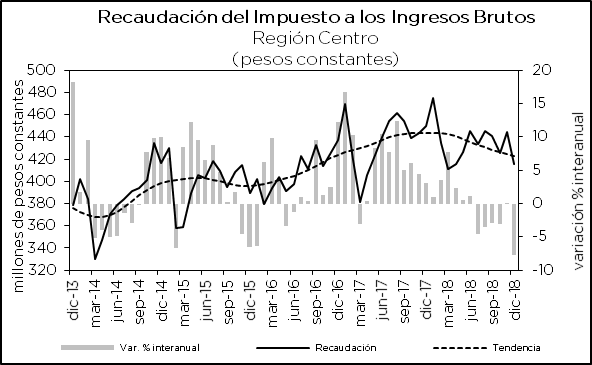 Recaudación del Impuesto a los Ingresos Brutos
Región Centro
(pesos constantes)
millones de pesos constantes
500
480
460
440
420
400
380
360
340
320
20
15
10
5
0
-5
-10
variación % interanual
dic-13
mar-14
jun-14
sep-14
dic-14
mar-15
jun-15
sep-15
dic-15
mar-16
jun-16
sep-16
dic-16
mar-17
jun-17
sep-17
dic-17
mar-18
jun-18
sep-18
dic-18
Var. % interanual
Recaudación
Tendencia